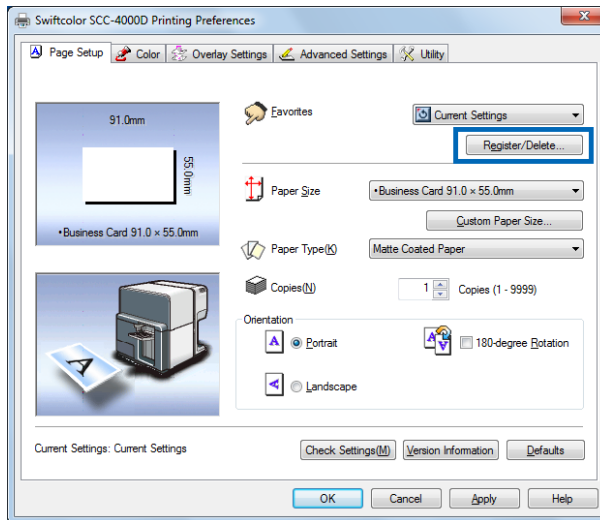 Swiftcolor SCC-4000D Printing Preferences
Page Setup Color Overlay Settings Advanced Settings Utility
91.0mm
55.0mm
•Business Card 91.0 × 55.0mm
Favorites Current Settings
Register/Delete...
Paper Size •Business Card 91.0 × 55.0mm
Custom Paper Size...
Paper Type(K) Matte Coated Paper
Copies(N) 1 Copies (1 - 9999)
Orientation
A Portrait 180-degree Rotation
A Landscape
Current Settings: Current Settings Check Settings(M) Version Information Defaults
OK Cancel Apply Help